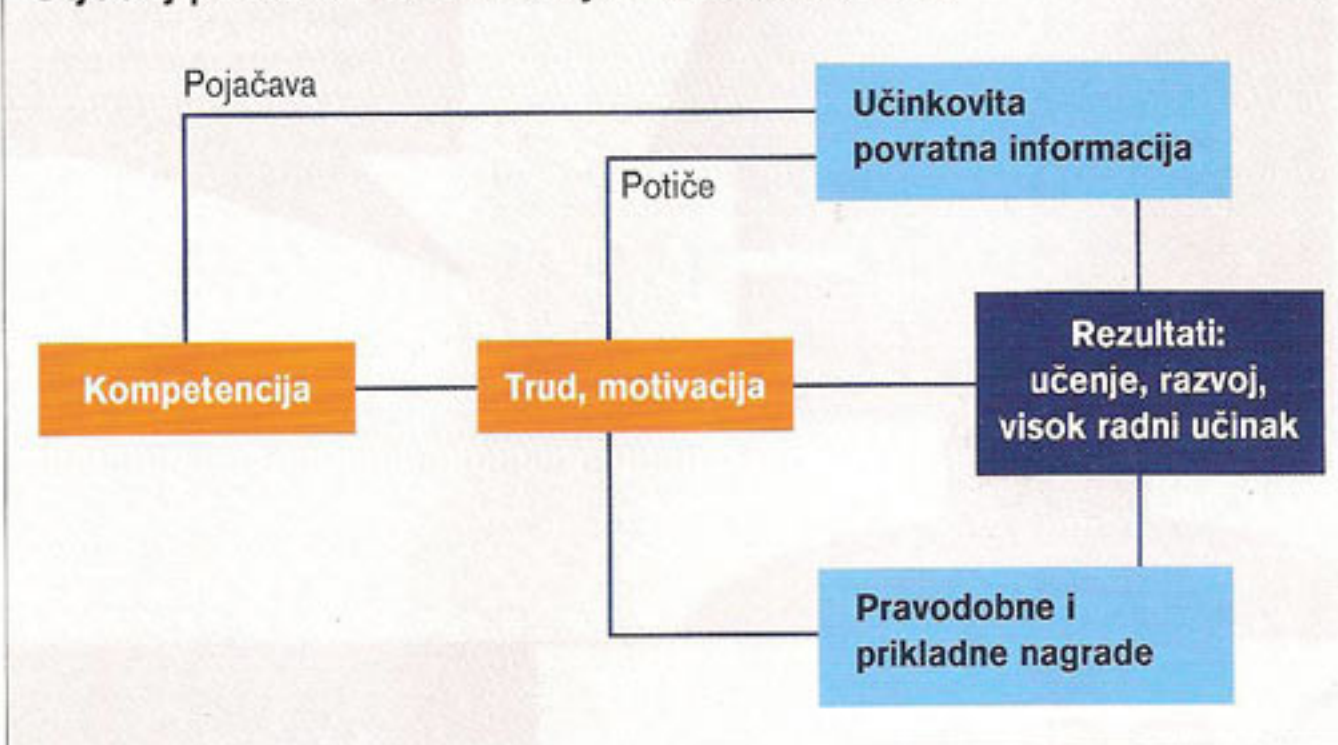 Pojačava
Učinkovita
povratna informacija
Potiče
Rezultati:
učenje, razvoj,
visok radni učinak
Kompetencija
Trud, motivacija
Pravodobne i
prikladne nagrade